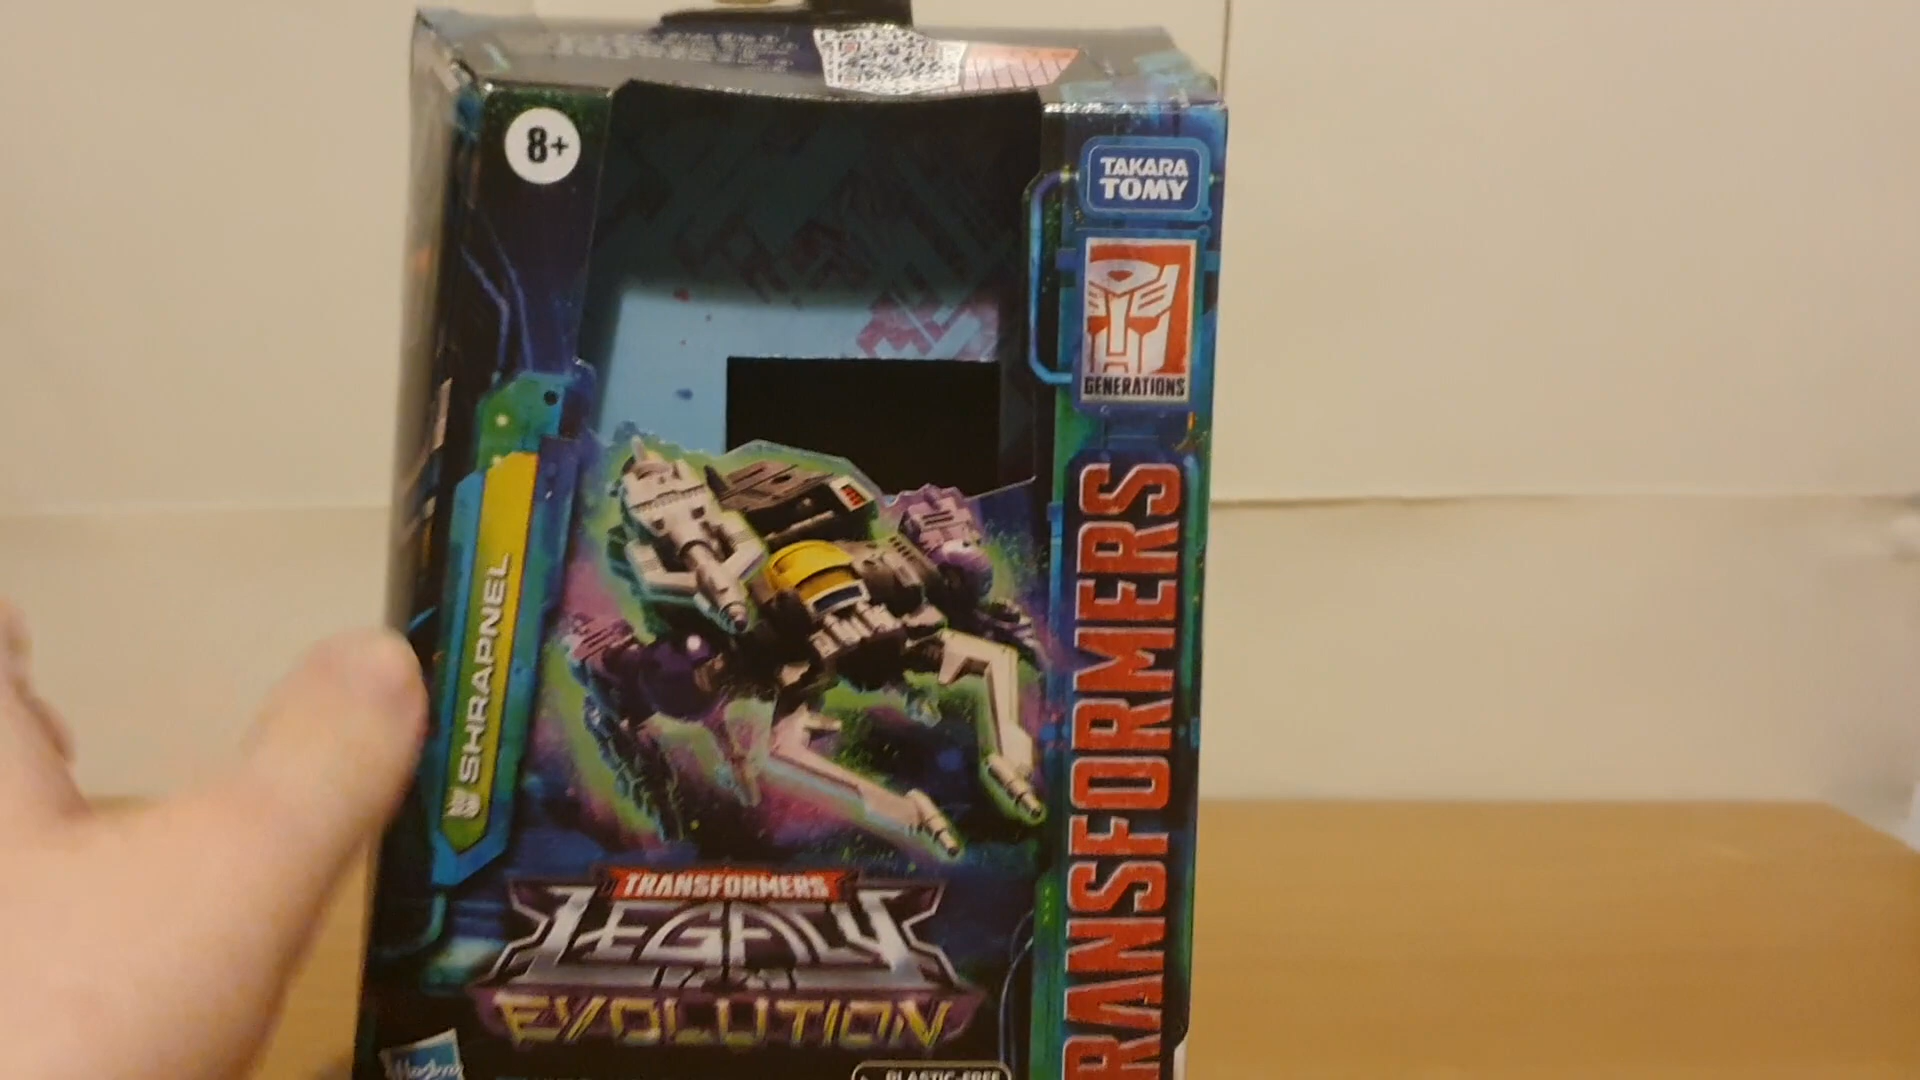 8+
TAKARA
TOMY
GENERATIONS
TRANSFORMERS
SHRAPNEL
TRANSFORMERS
LEGACY
EVOLUTION
Hasbro
PLASTIC-FREE